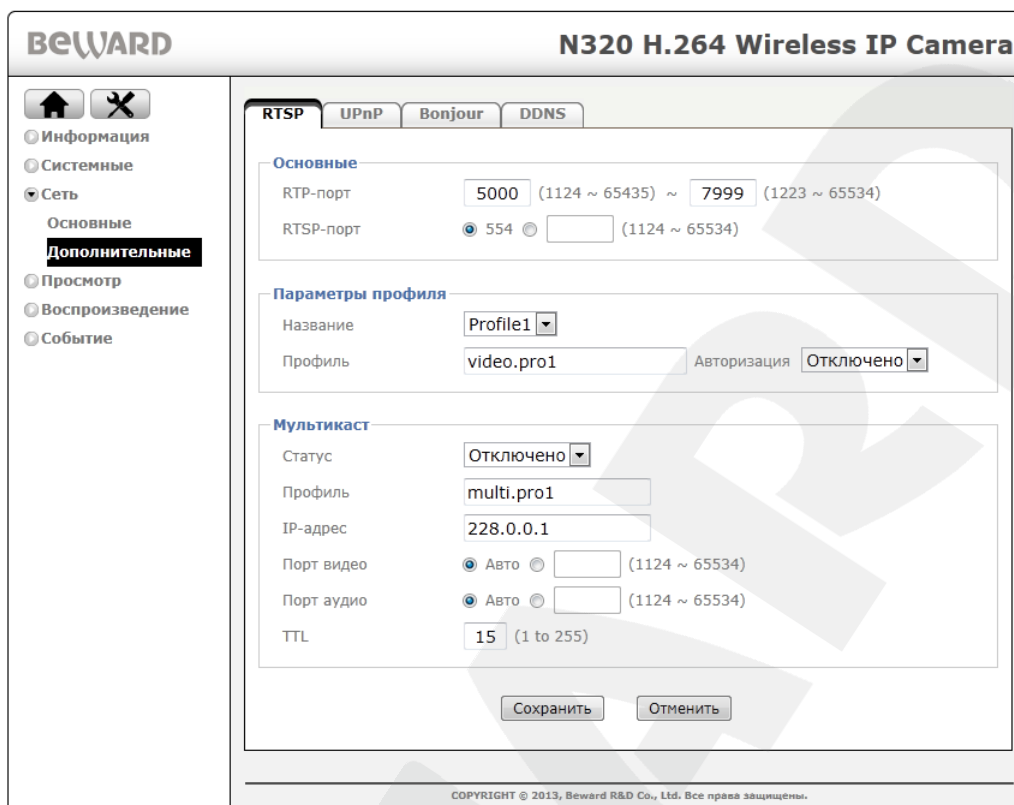 BEWARD
N320 H.264 Wireless IP Camera
Информация
Системные
Сеть
Основные
Дополнительные
Просмотр
Воспроизведение
Событие
RTSP UPnP Bonjour DDNS
Основные
RTP-порт 5000 (1124 ~ 65435) ~ 7999 (1223 ~ 65534)
RTSP-порт 554 (1124 ~ 65534)
Параметры профиля
Название Profile1
Профиль video.pro1 Авторизация Отключено
Мультикаст
Статус Отключено
Профиль multi.pro1
IP-адрес 228.0.0.1
Порт видео Авто (1124 ~ 65534)
Порт аудио Авто (1124 ~ 65534)
TTL 15 (1 to 255)
Сохранить Отменить
COPYRIGHT © 2013, Beward R&D Co., Ltd. Все права защищены.